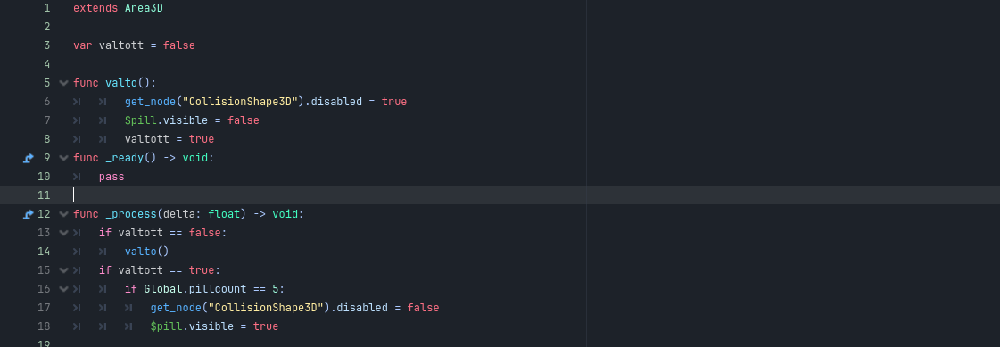 1 extends Area3D
2
3 var valtott = false
4
5 func valto():
6 get_node("CollisionShape3D").disabled = true
7 $pill.visible = false
8 valtott = true
9 func _ready() -> void:
10 pass
11
12 func _process(delta: float) -> void:
13 if valtott == false:
14 valto()
15 if valtott == true:
16 if Global.pillcount == 5:
17 get_node("CollisionShape3D").disabled = false
18 $pill.visible = true
19